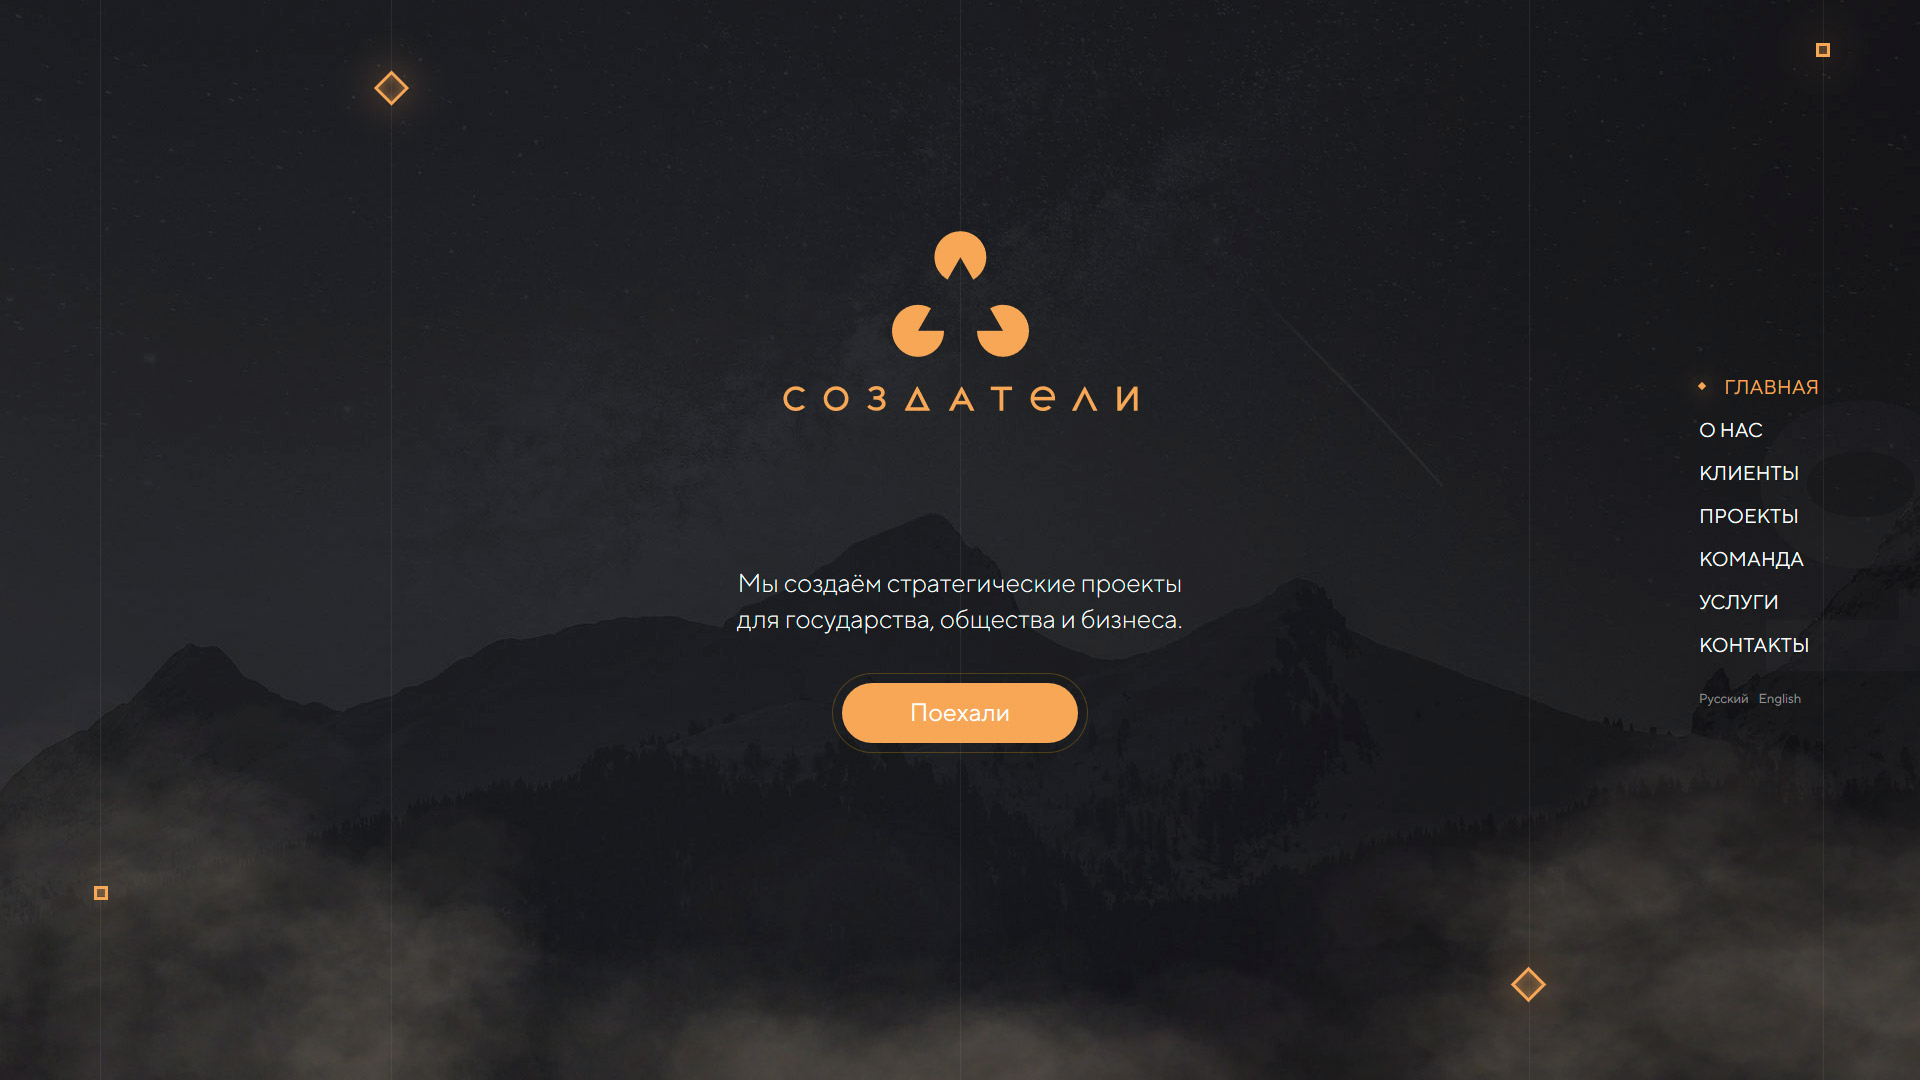 СОЗДАТЕЛИ
Мы создаём стратегические проекты
для государства, общества и бизнеса.
Поехали
ГЛАВНАЯ
О НАС
КЛИЕНТЫ
ПРОЕКТЫ
КОМАНДА
УСЛУГИ
КОНТАКТЫ
Русский English